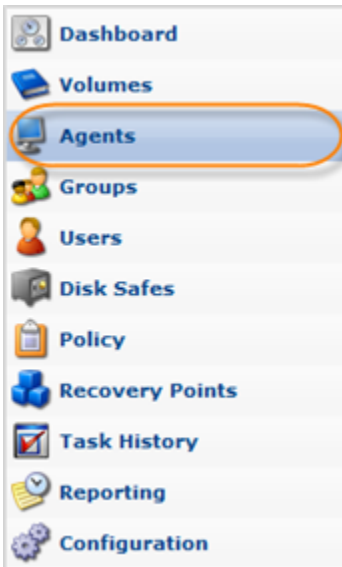 Dashboard
Volumes
Agents
Groups
Users
Disk Safes
Policy
Recovery Points
Task History
Reporting
Configuration